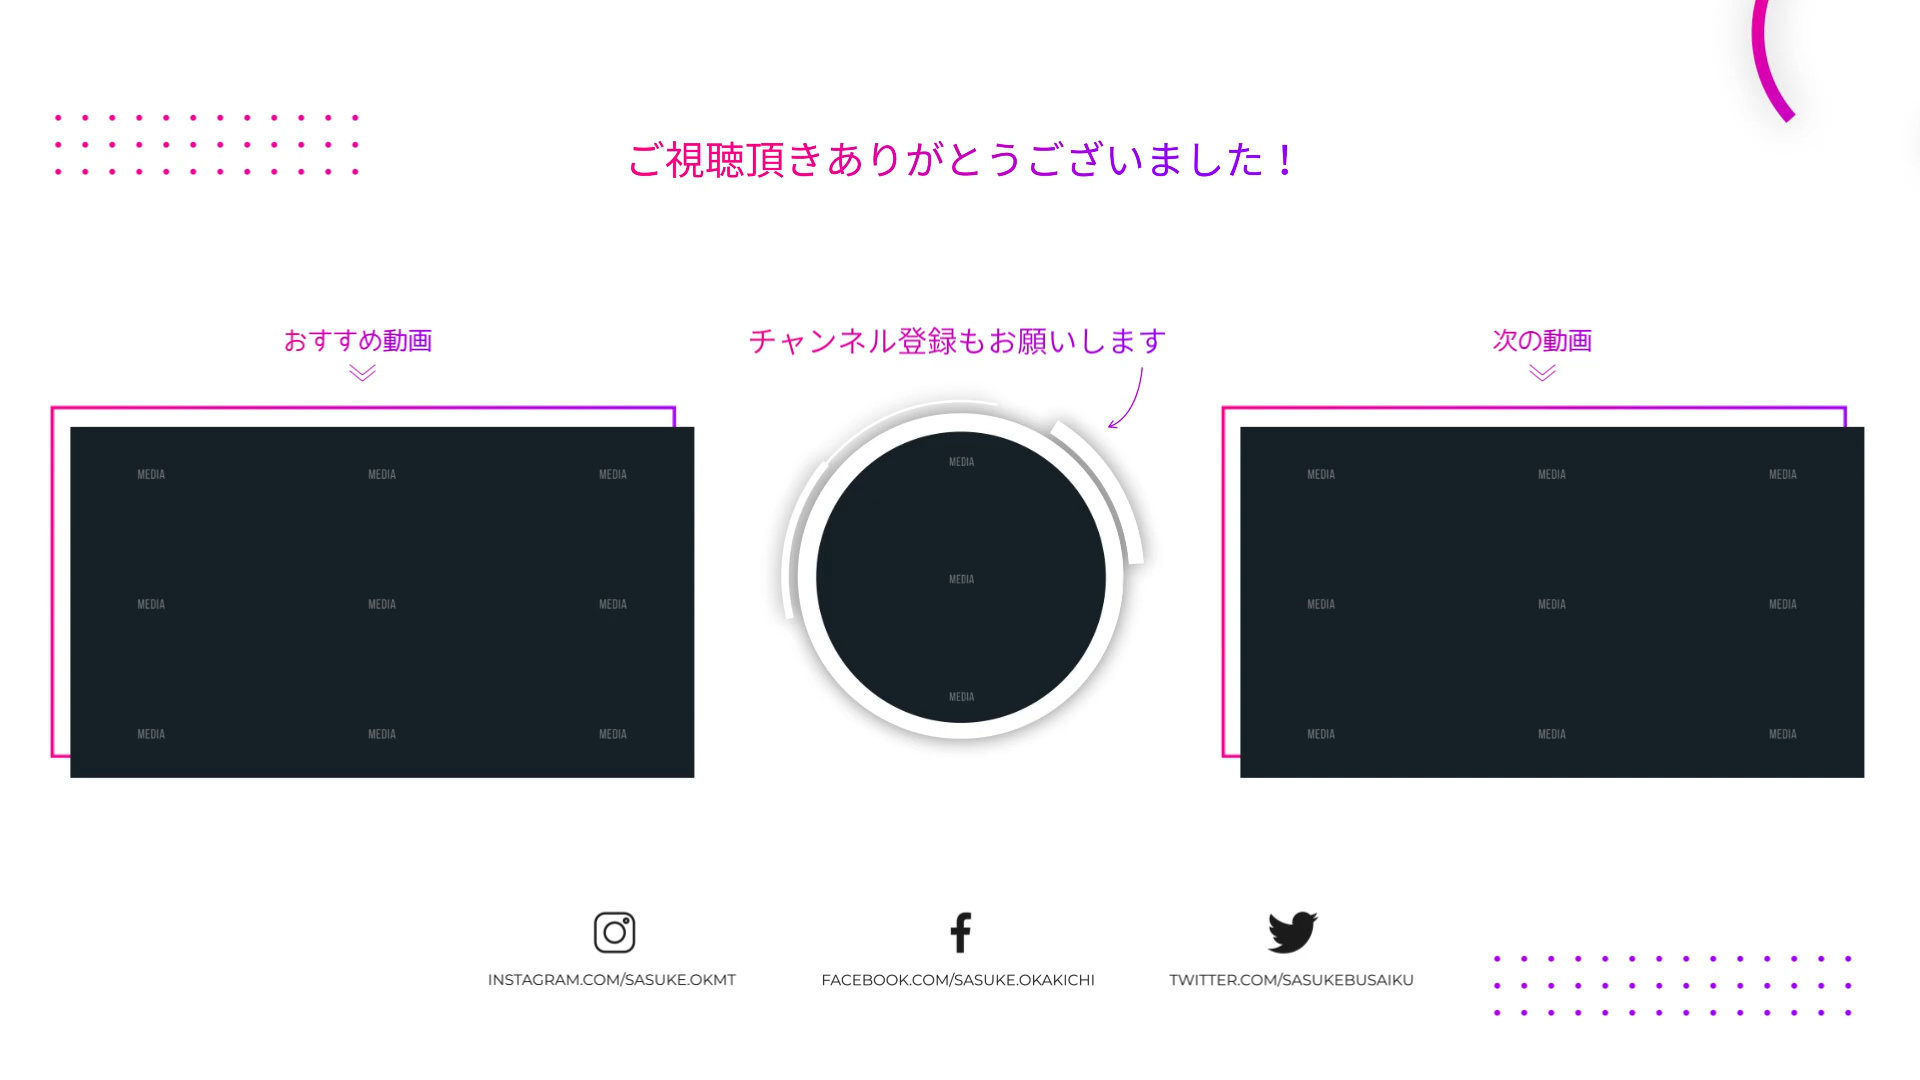 ご視聴頂きありがとうございました！
おすすめ動画
チャンネル登録もお願いします
次の動画
MEDIA MEDIA MEDIA
MEDIA MEDIA MEDIA
MEDIA MEDIA MEDIA
MEDIA
MEDIA
MEDIA
MEDIA MEDIA MEDIA
MEDIA MEDIA MEDIA
MEDIA MEDIA MEDIA
INSTAGRAM.COM/SASUKE.OKMT
FACEBOOK.COM/SASUKE.OKAKICHI
TWITTER.COM/SASUKEBUSAIKU